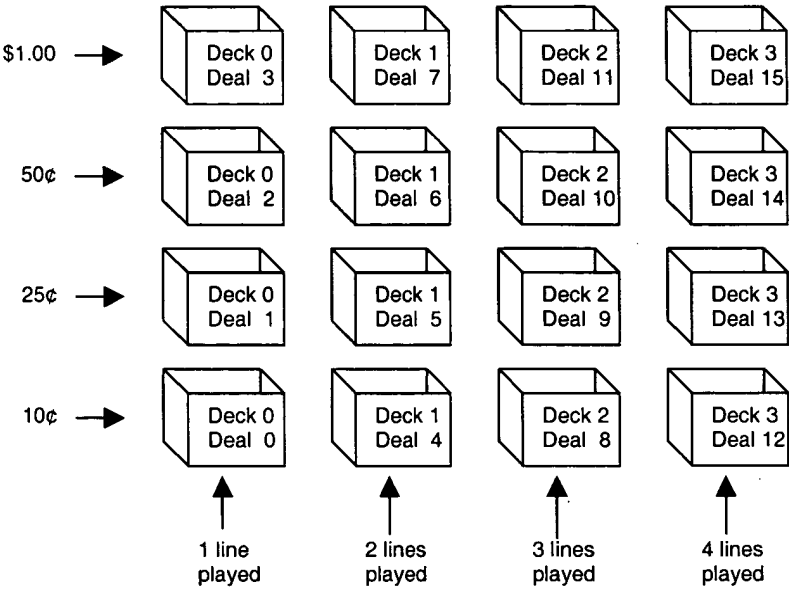 $1.00
Deck 0
Deal 3
Deck 1
Deal 7
Deck 2
Deal 11
Deck 3
Deal 15
50¢
Deck 0
Deal 2
Deck 1
Deal 6
Deck 2
Deal 10
Deck 3
Deal 14
25¢
Deck 0
Deal 1
Deck 1
Deal 5
Deck 2
Deal 9
Deck 3
Deal 13
10¢
Deck 0
Deal 0
Deck 1
Deal 4
Deck 2
Deal 8
Deck 3
Deal 12
1 line
played
2 lines
played
3 lines
played
4 lines
played